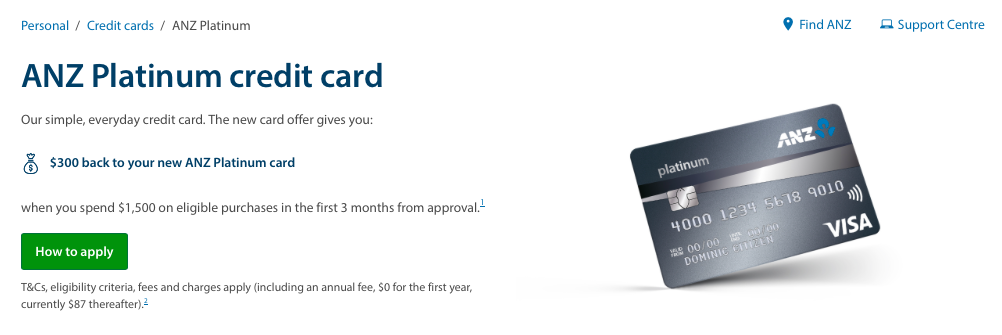 Personal / Credit cards / ANZ Platinum
Find ANZ
Support Centre
ANZ Platinum credit card
Our simple, everyday credit card. The new card offer gives you:
$300 back to your new ANZ Platinum card
when you spend $1,500 on eligible purchases in the first 3 months from approval.1
How to apply
T&Cs, eligibility criteria, fees and charges apply (including an annual fee, $0 for the first year,
currently $87 thereafter).2
ANZ
platinum
4000 1234 5678 9010
VALID FROM 00/00 00/00
DOMINIC CITIZEN
VISA